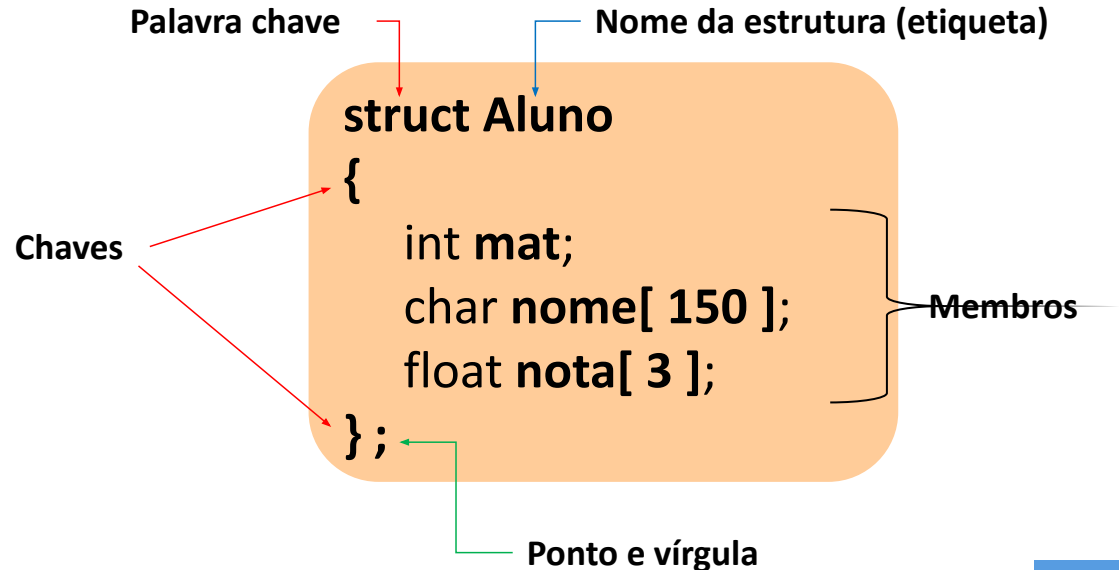 Palavra chave
Nome da estrutura (etiqueta)
struct Aluno
{
Chaves
int mat;
char nome[ 150 ];
Membros
float nota[ 3 ];
} ;
Ponto e vírgula